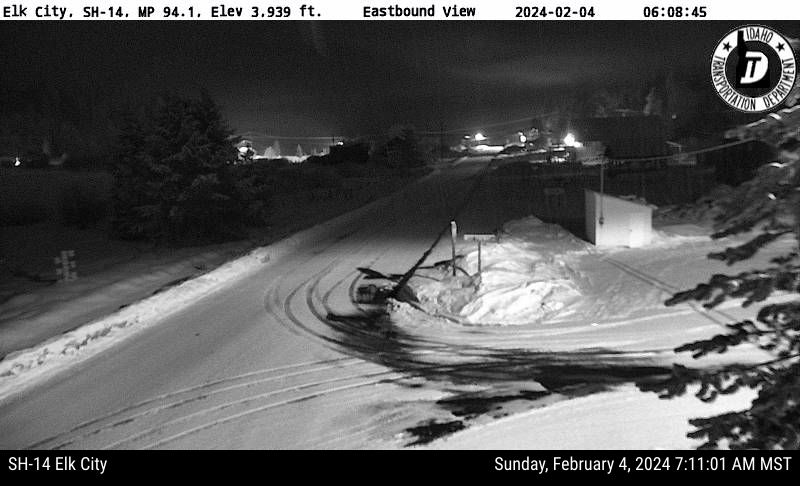 Elk City, SH-14, MP 94.1, Elev 3,939 ft. Eastbound View 2024-02-04 06:08:45
IDAHO
TRANSPORTATION DEPARTMENT
SH-14 Elk City Sunday, February 4, 2024 7:11:01 AM MST